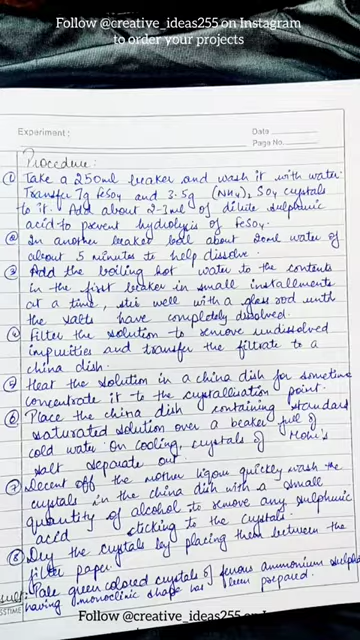 Follow @creative_ideas255 on Instagram
to order your projects
Experiment :
Date
Page No.
Procedure:
① Take a 250ml beaker and wash it with water.
Transfer 7g FeSO4 and 3.5g (NH4)2 SO4 crystals
to it. Add about 2-3ml of dilute sulphuric
acid to prevent hydrolysis of FeSO4.
② In another beaker boil about 20ml water of
about 5 minutes to help dissolve.
③ Add the boiling hot water to the contents
in the first beaker in small installments
at a time, stir well with a glass rod until
the salts have completely dissolved.
④ Filter the solution to remove undissolved
impurities and transfer the filtrate to a
china dish.
⑤ Heat the solution in a china dish for sometime
concentrate it to the crystallisation point.
⑥ Place the china dish containing standard
saturated solution over a beaker full of
cold water. On cooling, crystals of Mohr's
salt seperate out.
⑦ Decent off the mother liqour quickly wash the
crystals in the china dish with a small
quantity of alcohol to remove any sulphuric
acid sticking to the crystals.
⑧ Dry the crystals by placing them between the
filter paper.
Pale green colored crystals of ferrous ammonium sulpha
having monoclinic shape has been prepared.
Follow @creative_ideas255 on